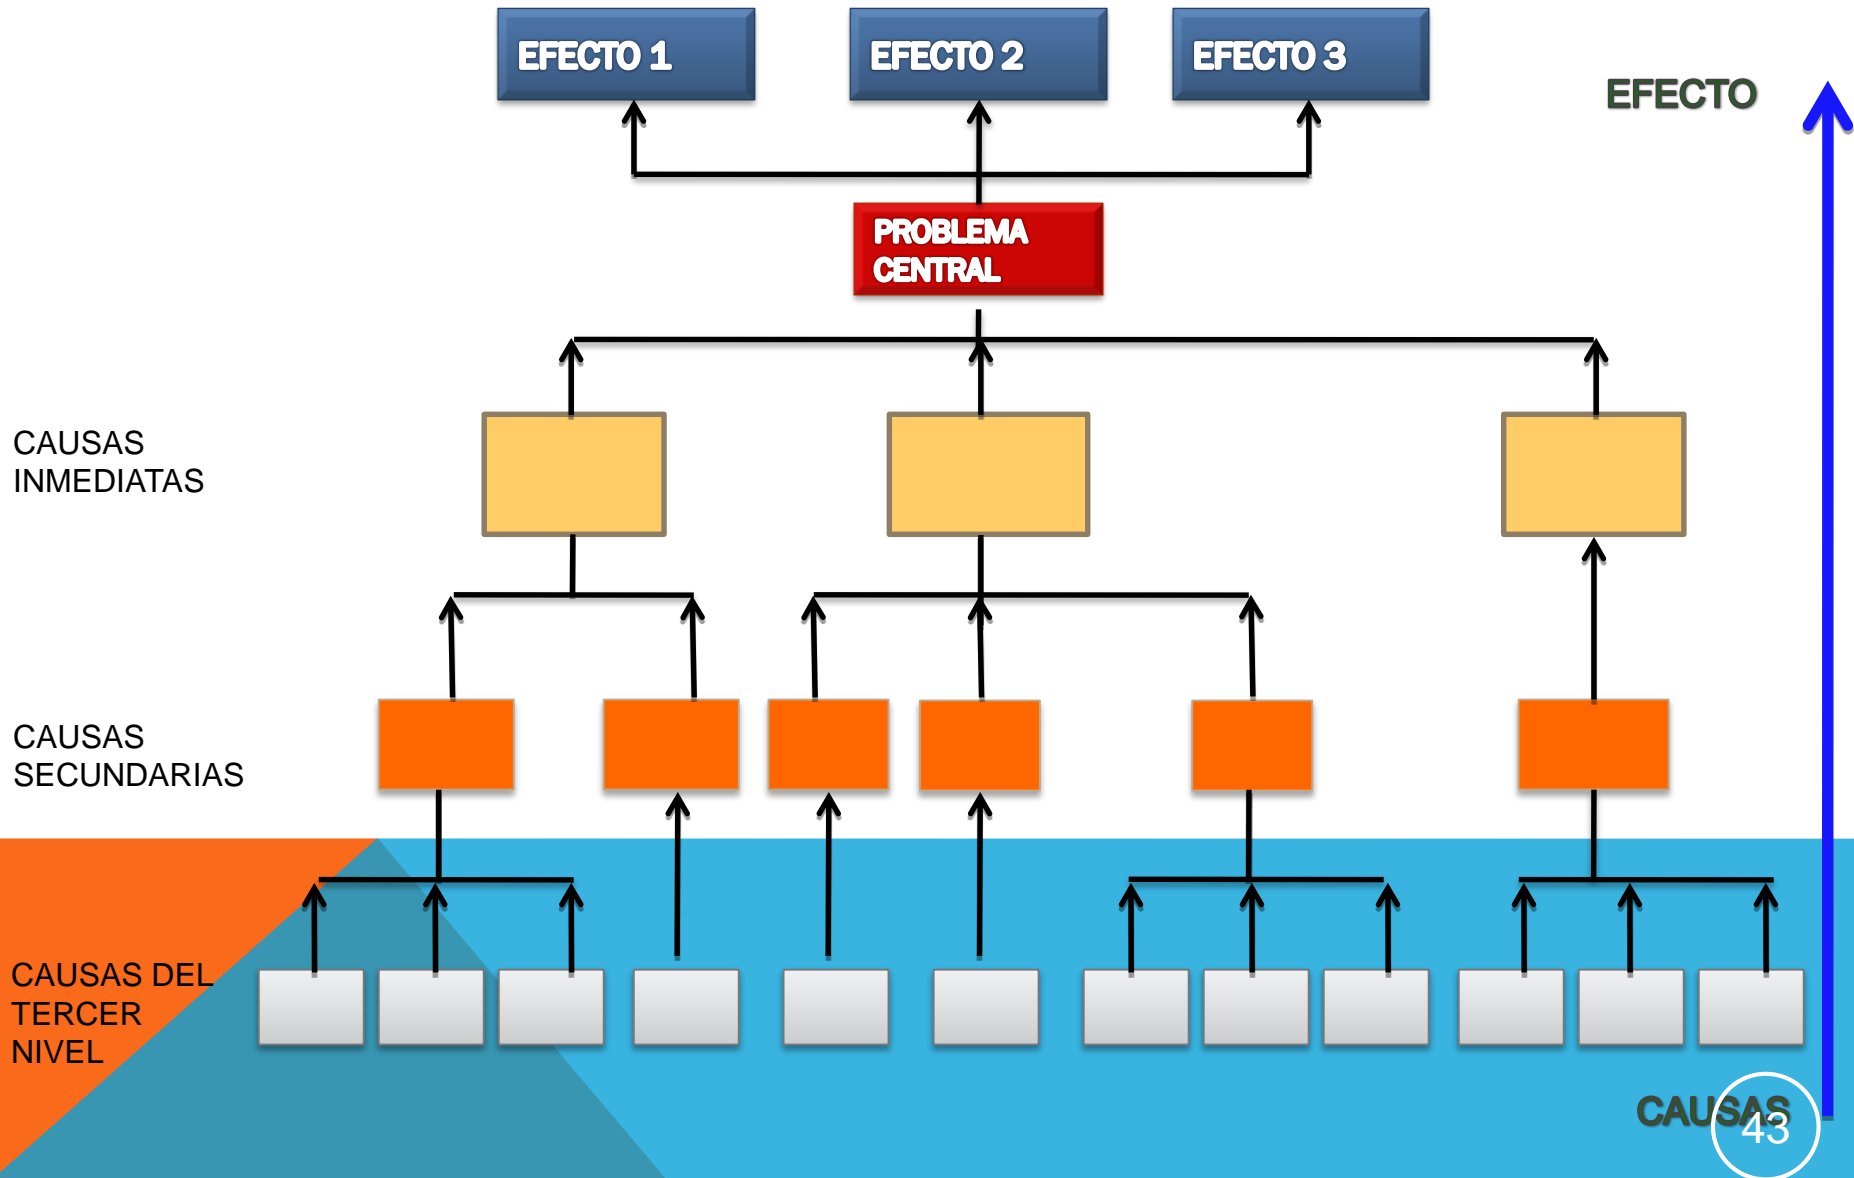 EFECTO 1
EFECTO 2
EFECTO 3
EFECTO
PROBLEMA
CENTRAL
CAUSAS
INMEDIATAS
CAUSAS
SECUNDARIAS
CAUSAS DEL
TERCER
NIVEL
CAUSAS
43